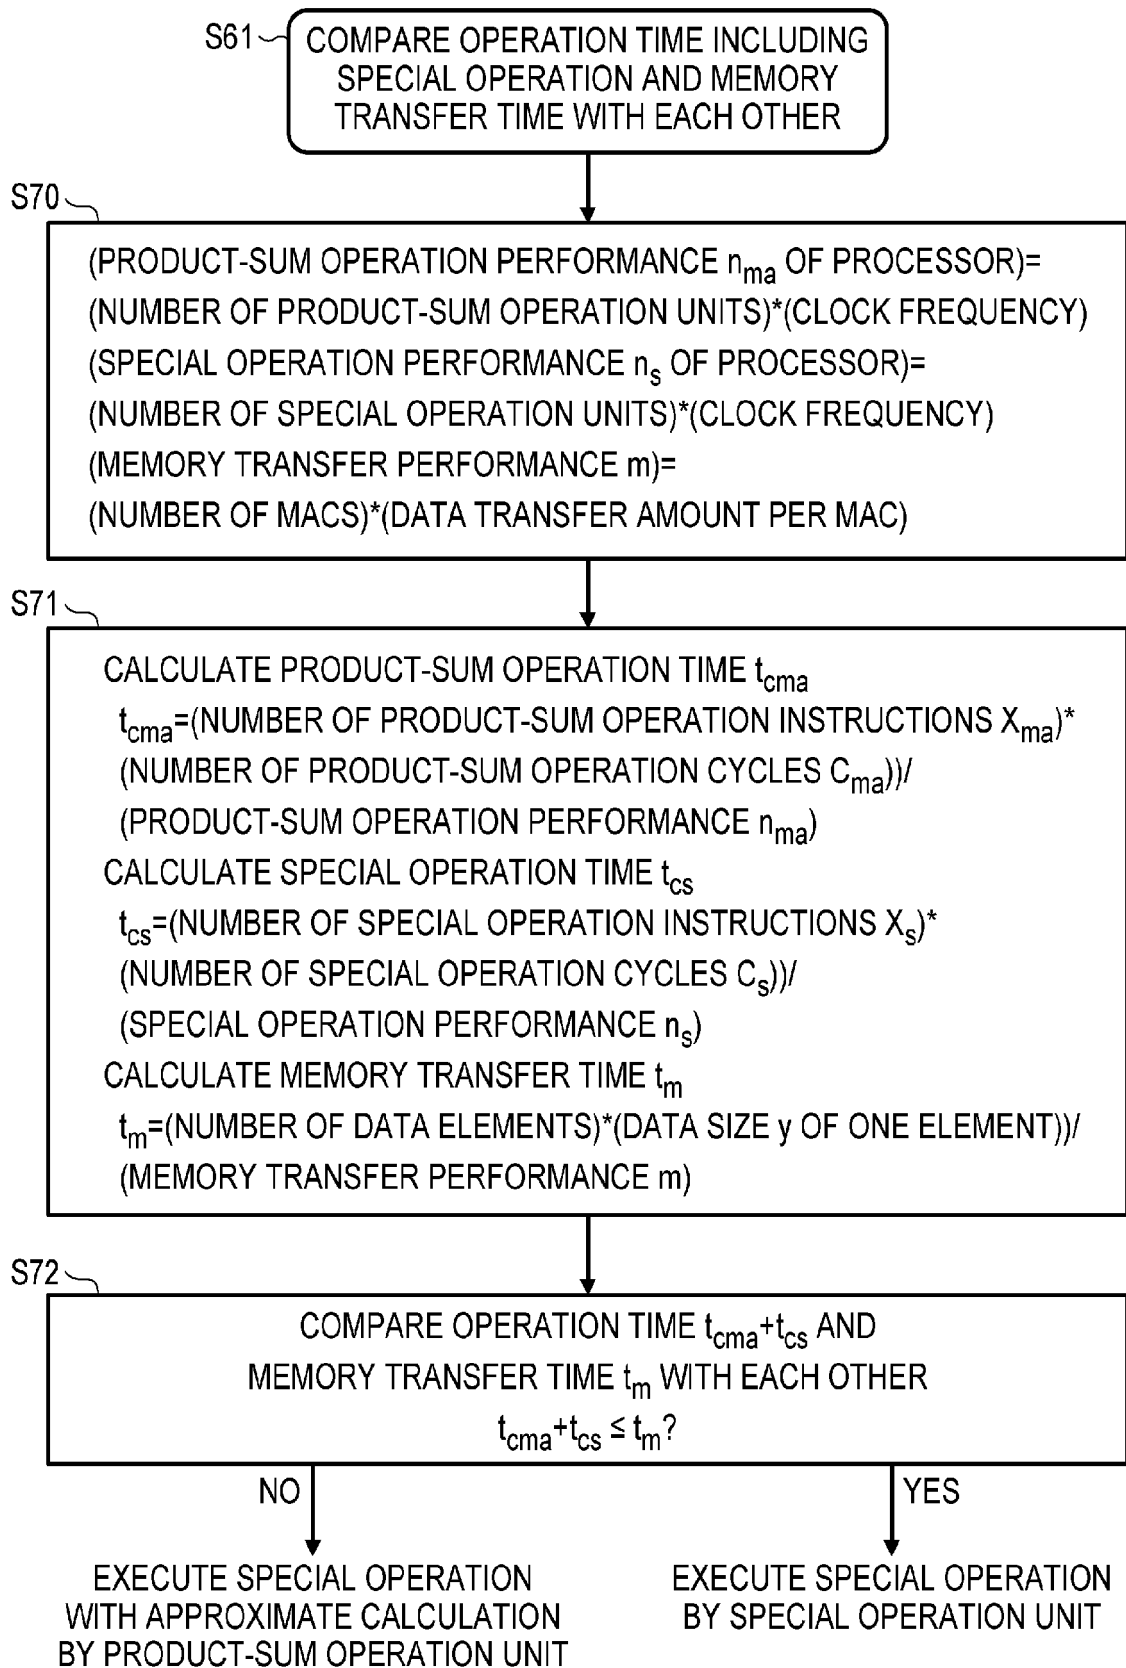 S61
COMPARE OPERATION TIME INCLUDING
SPECIAL OPERATION AND MEMORY
TRANSFER TIME WITH EACH OTHER
S70
(PRODUCT-SUM OPERATION PERFORMANCE nma OF PROCESSOR)=
(NUMBER OF PRODUCT-SUM OPERATION UNITS)*(CLOCK FREQUENCY)
(SPECIAL OPERATION PERFORMANCE ns OF PROCESSOR)=
(NUMBER OF SPECIAL OPERATION UNITS)*(CLOCK FREQUENCY)
(MEMORY TRANSFER PERFORMANCE m)=
(NUMBER OF MACS)*(DATA TRANSFER AMOUNT PER MAC)
S71
CALCULATE PRODUCT-SUM OPERATION TIME tcma
tcma=(NUMBER OF PRODUCT-SUM OPERATION INSTRUCTIONS Xma)*
(NUMBER OF PRODUCT-SUM OPERATION CYCLES Cma))/
(PRODUCT-SUM OPERATION PERFORMANCE nma)
CALCULATE SPECIAL OPERATION TIME tcs
tcs=(NUMBER OF SPECIAL OPERATION INSTRUCTIONS Xs)*
(NUMBER OF SPECIAL OPERATION CYCLES Cs))/
(SPECIAL OPERATION PERFORMANCE ns)
CALCULATE MEMORY TRANSFER TIME tm
tm=(NUMBER OF DATA ELEMENTS)*(DATA SIZE y OF ONE ELEMENT))/
(MEMORY TRANSFER PERFORMANCE m)
S72
COMPARE OPERATION TIME tcma+tcs AND
MEMORY TRANSFER TIME tm WITH EACH OTHER
tcma+tcs ≤ tm?
NO
YES
EXECUTE SPECIAL OPERATION
WITH APPROXIMATE CALCULATION
BY PRODUCT-SUM OPERATION UNIT
EXECUTE SPECIAL OPERATION
BY SPECIAL OPERATION UNIT